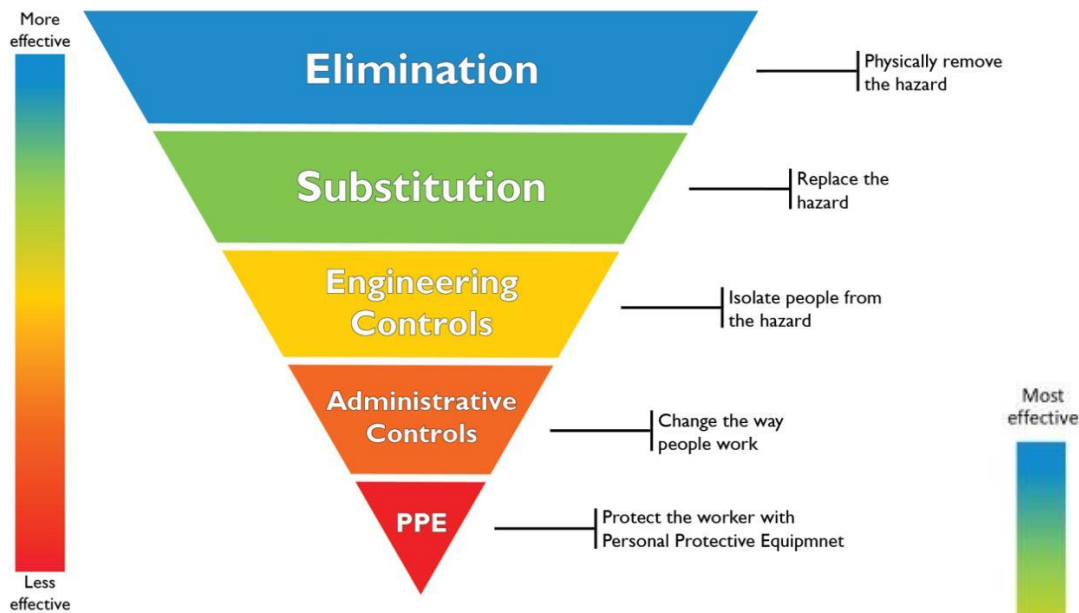 More
effective
Elimination
Physically remove
the hazard
Substitution
Replace the
hazard
Engineering
Controls
Isolate people from
the hazard
Administrative
Controls
Change the way
people work
PPE
Protect the worker with
Personal Protective Equipmnet
Less
effective
Most
effective